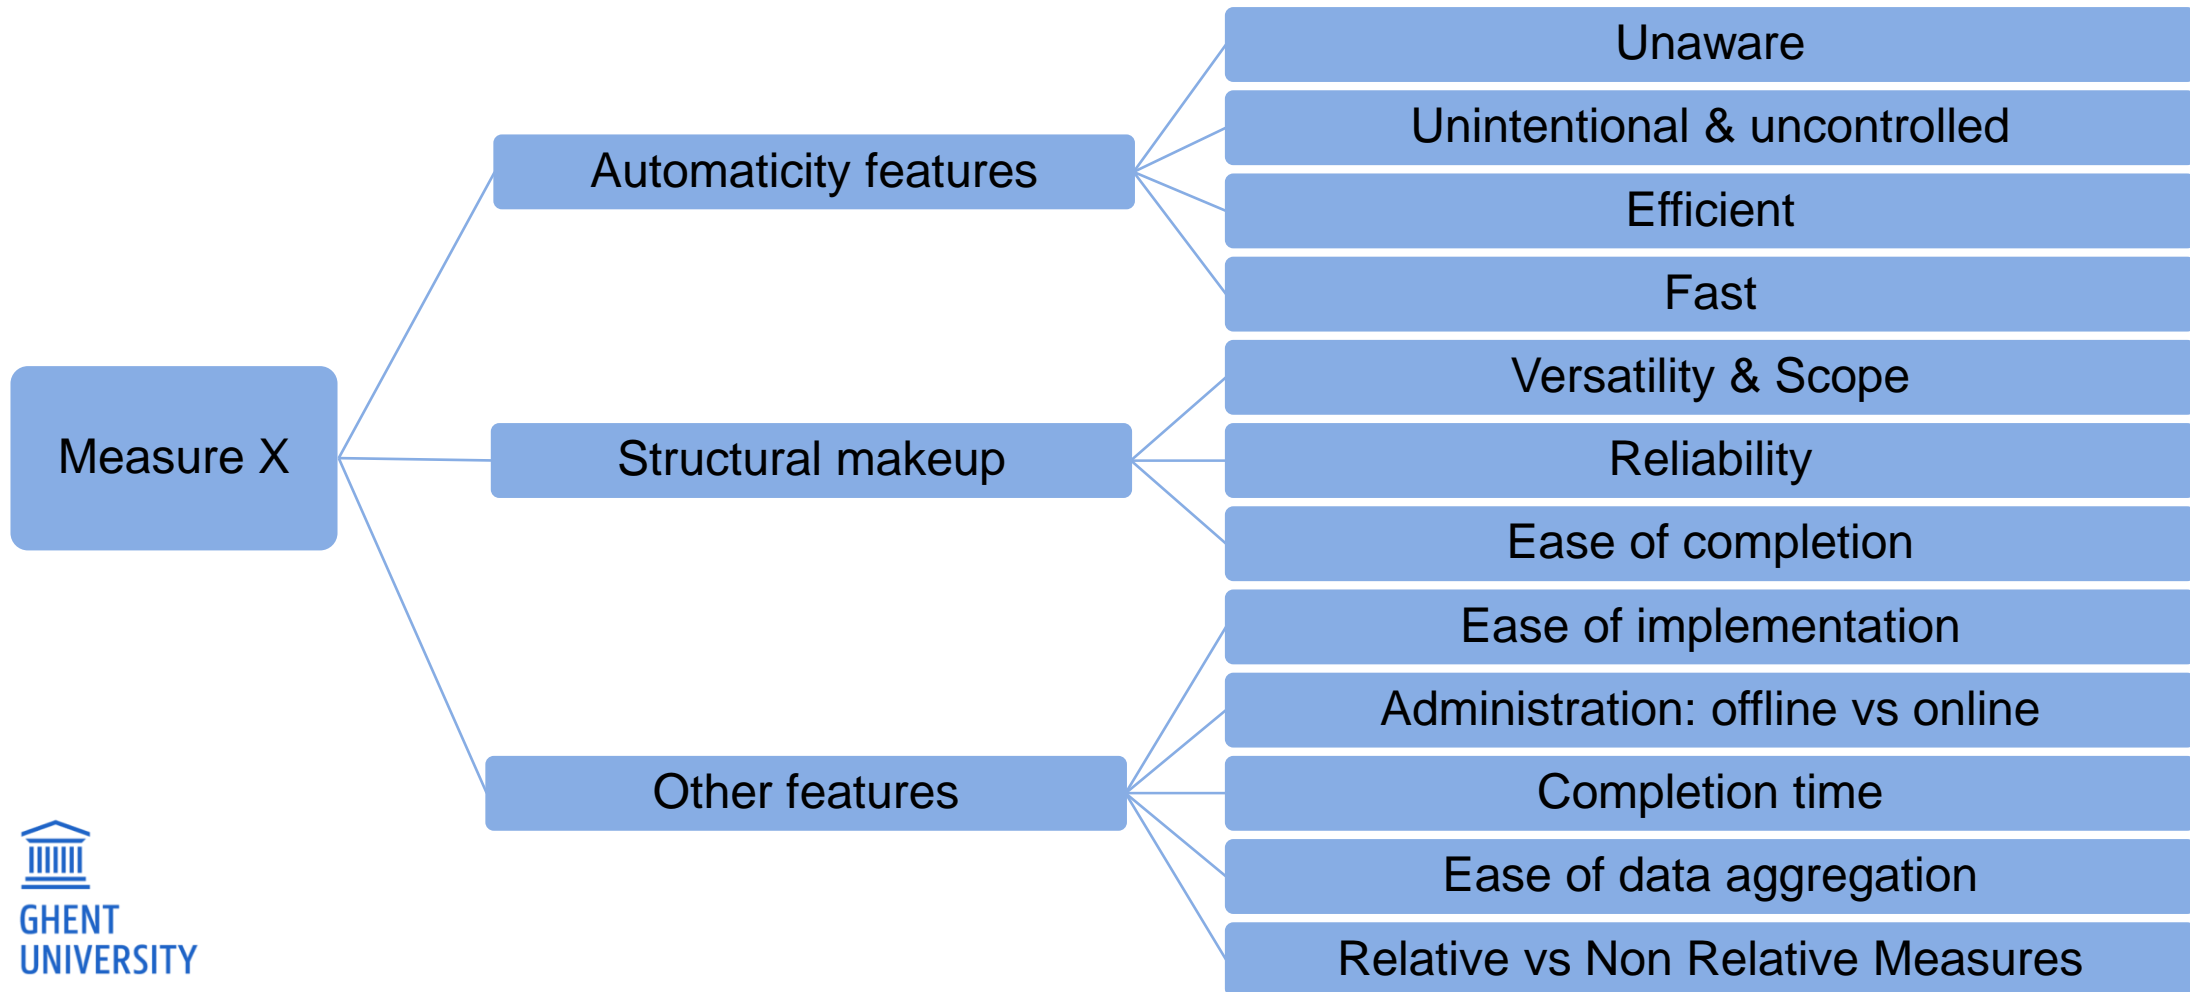 Measure X
Automaticity features
Unaware
Unintentional & uncontrolled
Efficient
Fast
Structural makeup
Versatility & Scope
Reliability
Ease of completion
Other features
Ease of implementation
Administration: offline vs online
Completion time
Ease of data aggregation
Relative vs Non Relative Measures
GHENT
UNIVERSITY